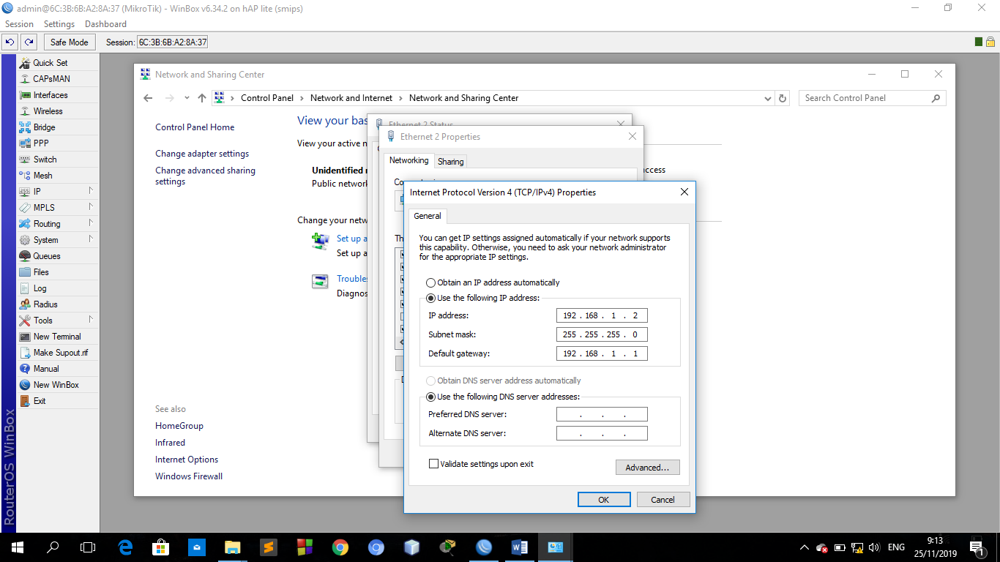 admin@6C:3B:6B:A2:8A:37 (MikroTik) - WinBox v6.34.2 on hAP lite (smips)
Session Settings Dashboard
Safe Mode Session: 6C:3B:6B:A2:8A:37
Quick Set
CAPsMAN
Interfaces
Wireless
Bridge
PPP
Switch
Mesh
IP
MPLS
Routing
System
Queues
Files
Log
Radius
Tools
New Terminal
Make Supout.rif
Manual
New WinBox
Exit
RouterOS WinBox
Network and Sharing Center
Control Panel > Network and Internet > Network and Sharing Center
Search Control Panel
Control Panel Home
Change adapter settings
Change advanced sharing
settings
See also
HomeGroup
Infrared
Internet Options
Windows Firewall
View your bas
View your active n
Unidentified
Public network
ccess
Change your netw
Set up a
Set up a
Troubles
Diagnos
Ethernet 2 Status
Ethernet 2 Properties
Networking Sharing
Co
Th
Internet Protocol Version 4 (TCP/IPv4) Properties
General
You can get IP settings assigned automatically if your network supports
this capability. Otherwise, you need to ask your network administrator
for the appropriate IP settings.
Obtain an IP address automatically
Use the following IP address:
IP address: 192 . 168 . 1 . 2
Subnet mask: 255 . 255 . 255 . 0
Default gateway: 192 . 168 . 1 . 1
Obtain DNS server address automatically
Use the following DNS server addresses:
Preferred DNS server: . . .
Alternate DNS server: . . .
Validate settings upon exit
Advanced...
OK Cancel
ENG
9:13
25/11/2019
1